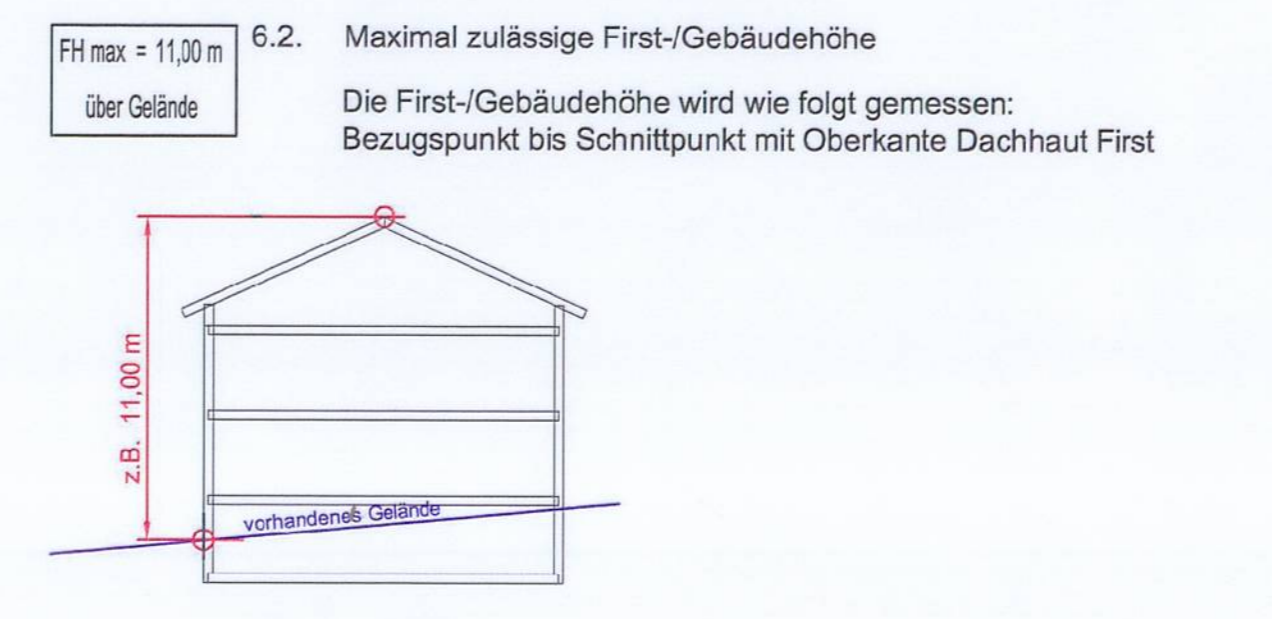 FH max = 11,00 m
über Gelände
6.2. Maximal zulässige First-/Gebäudehöhe
Die First-/Gebäudehöhe wird wie folgt gemessen:
Bezugspunkt bis Schnittpunkt mit Oberkante Dachhaut First
z.B. 11,00 m
vorhandenes Gelände